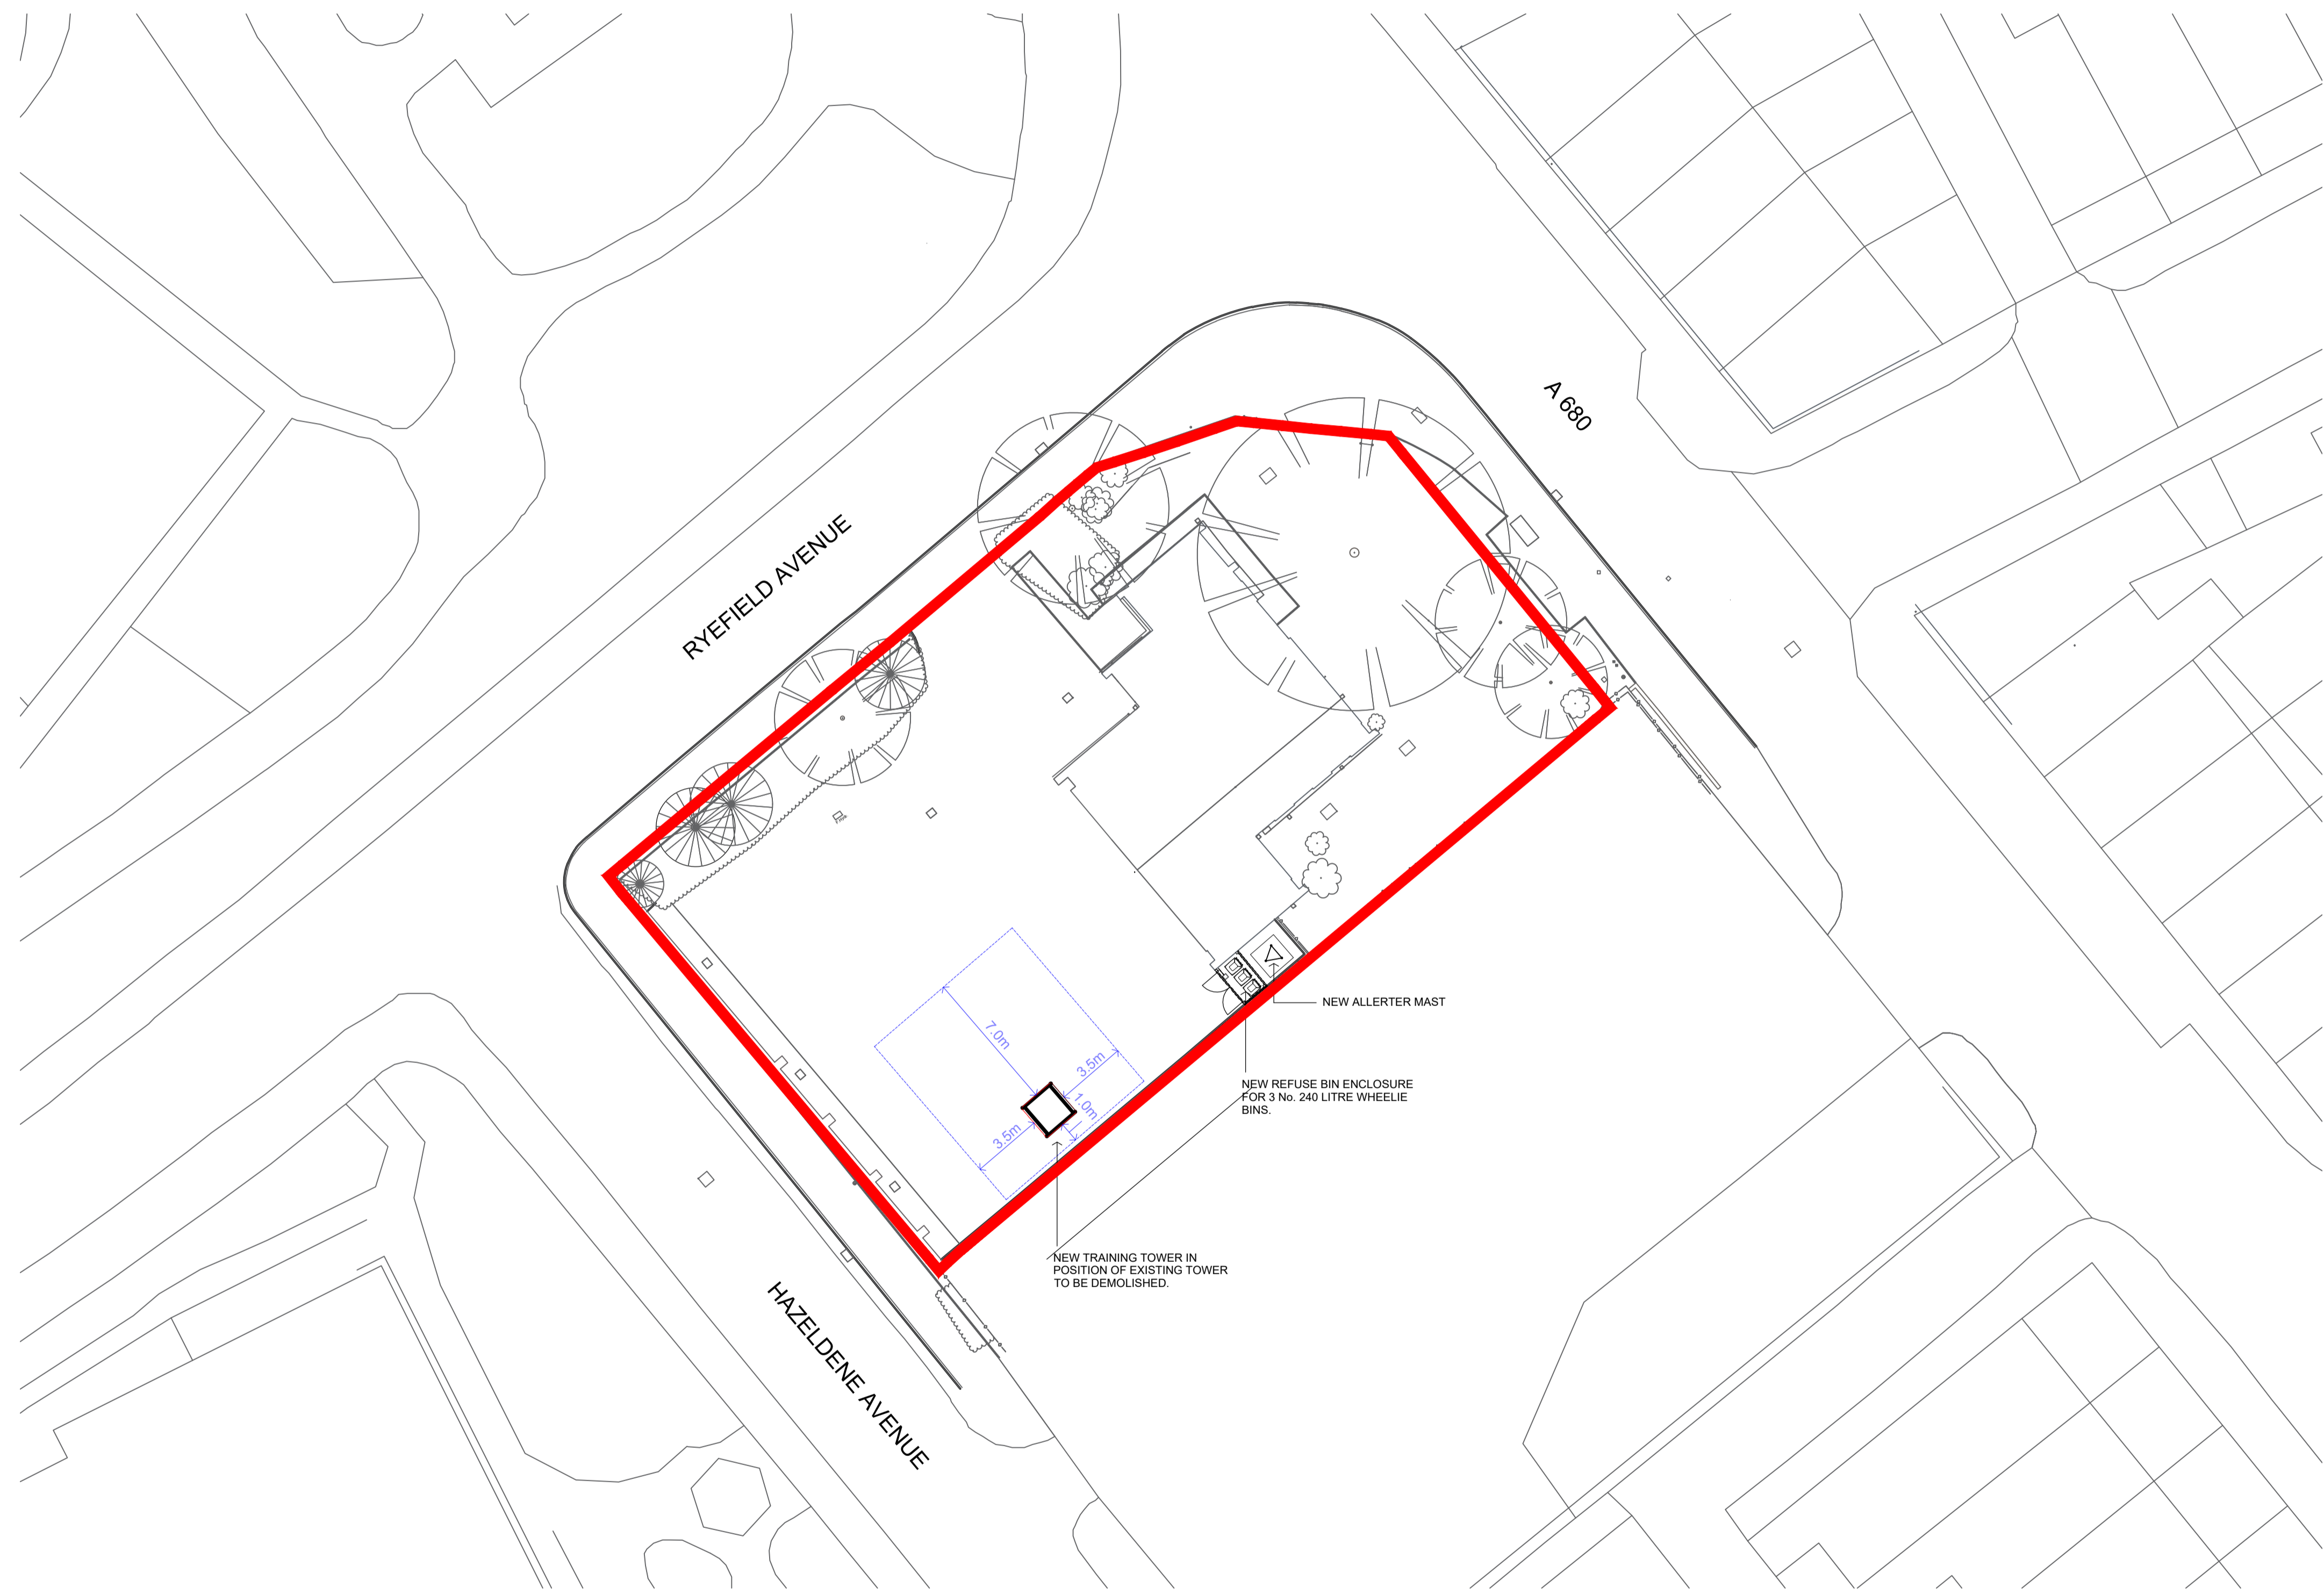 A 680
RYEFIELD AVENUE
7.0m
3.5m
1.0m
3.5m
NEW ALLERTER MAST
NEW REFUSE BIN ENCLOSURE
FOR 3 No. 240 LITRE WHEELIE
BINS.
NEW TRAINING TOWER IN
POSITION OF EXISTING TOWER
TO BE DEMOLISHED.
HAZELDENE AVENUE